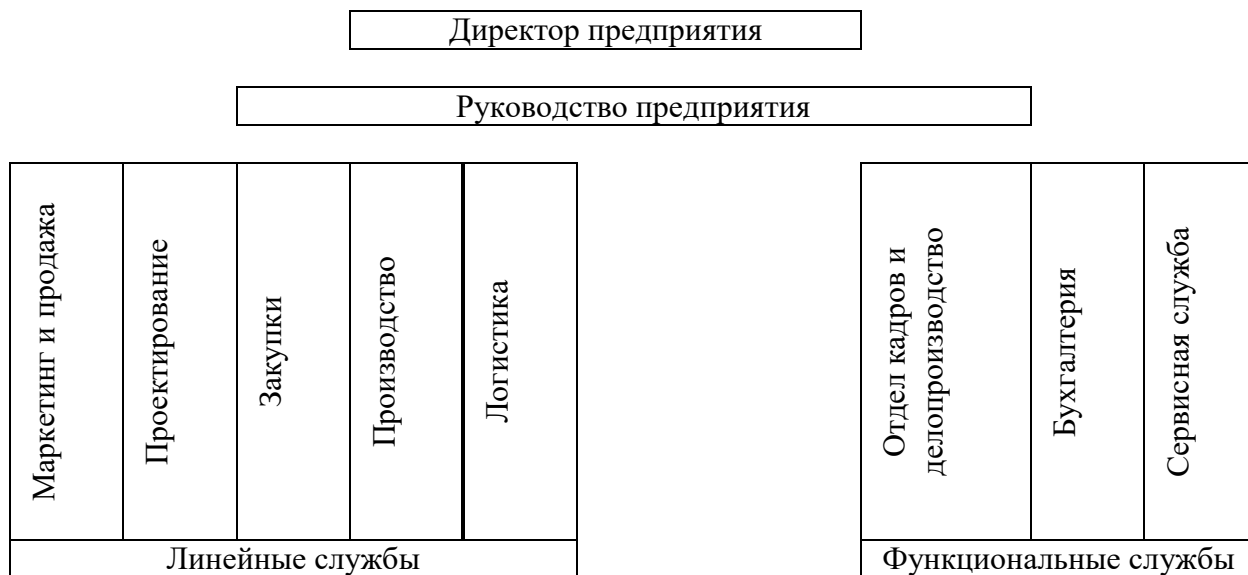 Директор предприятия
Руководство предприятия
Маркетинг и продажа
Проектирование
Закупки
Производство
Логистика
Отдел кадров и
делопроизводство
Бухгалтерия
Сервисная служба
Линейные службы
Функциональные службы